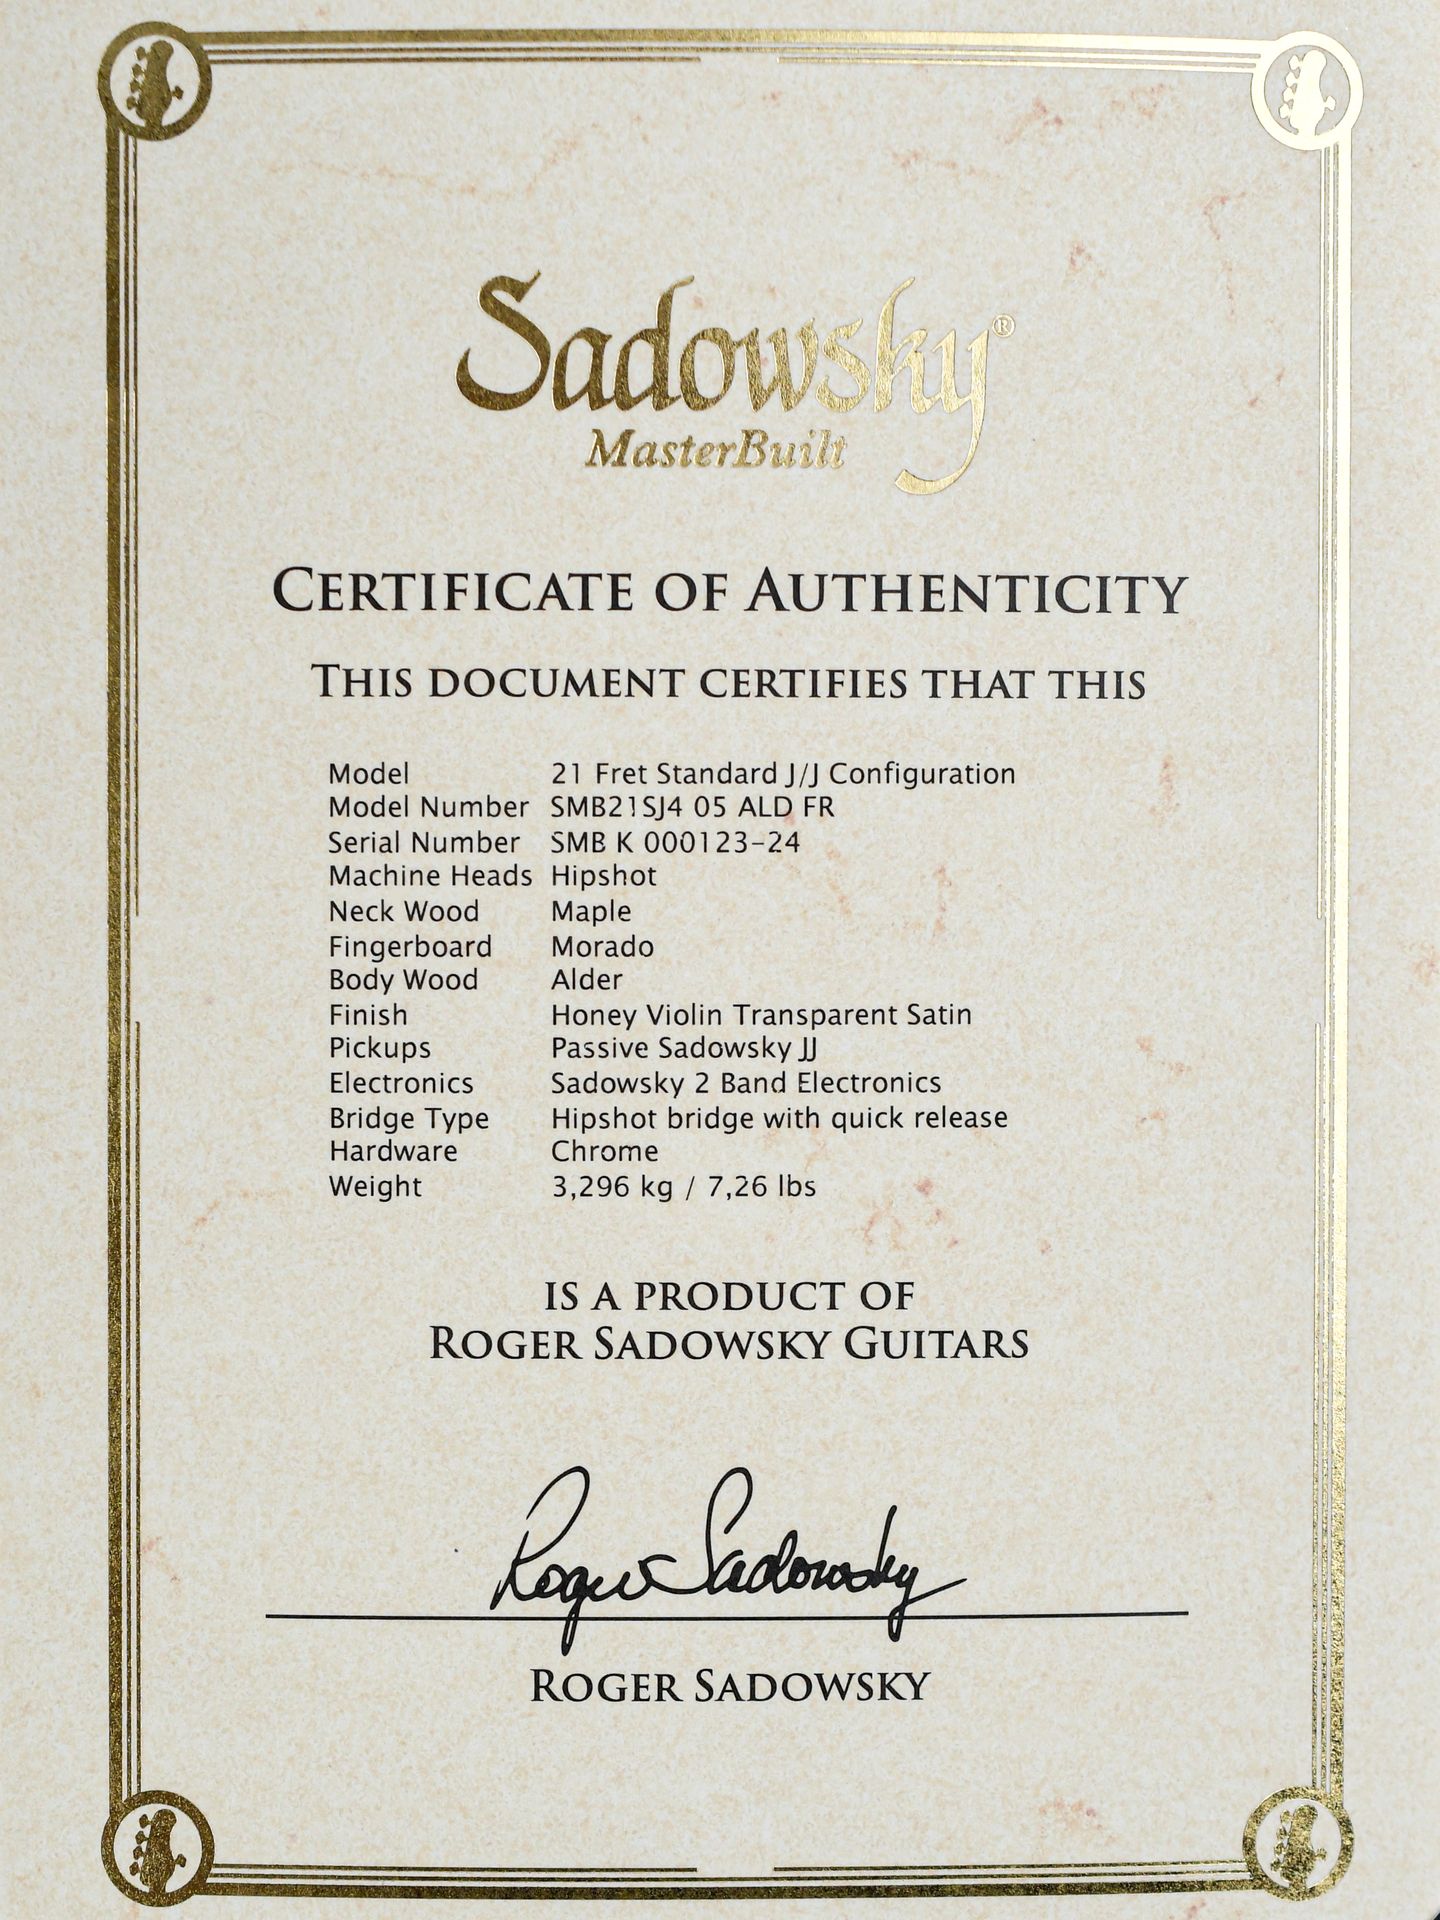 Sadowsky®
MasterBuilt
CERTIFICATE OF AUTHENTICITY
THIS DOCUMENT CERTIFIES THAT THIS
Model 21 Fret Standard J/J Configuration
Model Number SMB21SJ4 05 ALD FR
Serial Number SMB K 000123-24
Machine Heads Hipshot
Neck Wood Maple
Fingerboard Morado
Body Wood Alder
Finish Honey Violin Transparent Satin
Pickups Passive Sadowsky JJ
Electronics Sadowsky 2 Band Electronics
Bridge Type Hipshot bridge with quick release
Hardware Chrome
Weight 3,296 kg / 7,26 lbs
IS A PRODUCT OF
ROGER SADOWSKY GUITARS
Roger Sadowsky
ROGER SADOWSKY